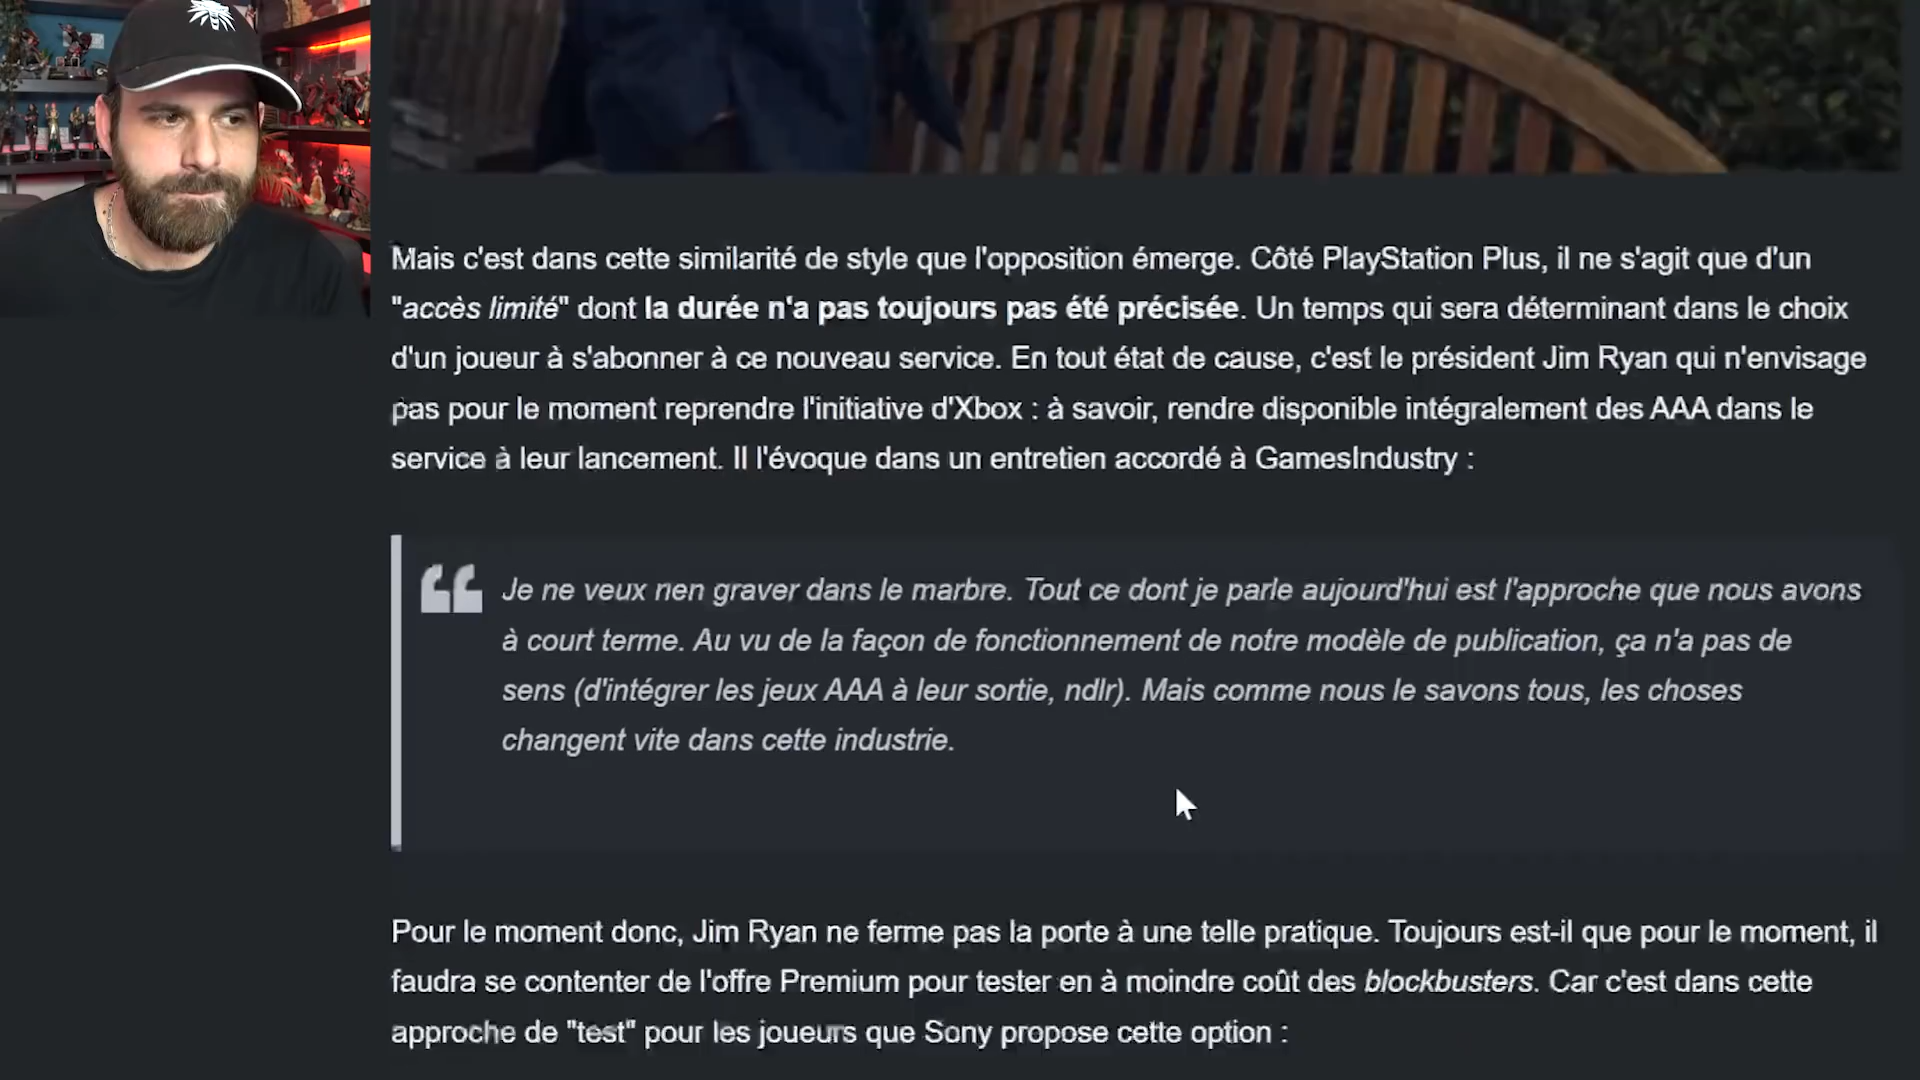 Mais c'est dans cette similarité de style que l'opposition émerge. Côté PlayStation Plus, il ne s'agit que d'un
"accès limité" dont la durée n'a pas toujours pas été précisée. Un temps qui sera déterminant dans le choix
d'un joueur à s'abonner à ce nouveau service. En tout état de cause, c'est le président Jim Ryan qui n'envisage
pas pour le moment reprendre l'initiative d'Xbox : à savoir, rendre disponible intégralement des AAA dans le
service à leur lancement. Il l'évoque dans un entretien accordé à GamesIndustry :
Je ne veux rien graver dans le marbre. Tout ce dont je parle aujourd'hui est l'approche que nous avons
à court terme. Au vu de la façon de fonctionnement de notre modèle de publication, ça n'a pas de
sens (d'intégrer les jeux AAA à leur sortie, ndlr). Mais comme nous le savons tous, les choses
changent vite dans cette industrie.
Pour le moment donc, Jim Ryan ne ferme pas la porte à une telle pratique. Toujours est-il que pour le moment, il
faudra se contenter de l'offre Premium pour tester en à moindre coût des blockbusters. Car c'est dans cette
approche de "test" pour les joueurs que Sony propose cette option :